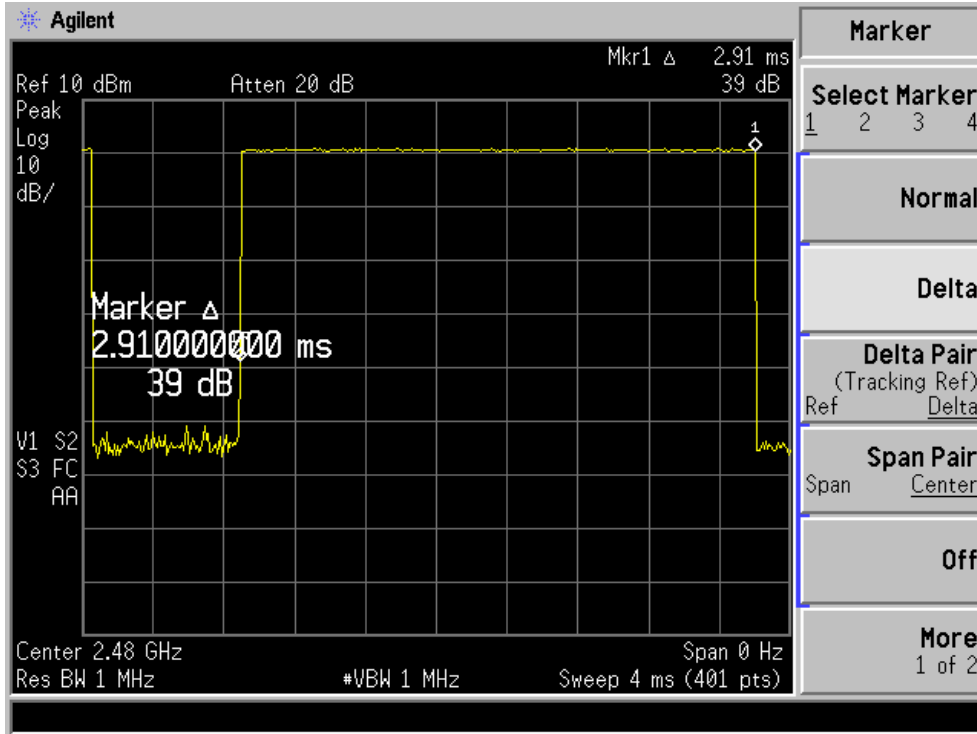 Agilent
Mkr1 Δ 2.91 ms
Ref 10 dBm Atten 20 dB 39 dB
Peak
Log
10
dB/
1
Marker Δ
2.910000000 ms
39 dB
V1 S2
S3 FC
AA
Center 2.48 GHz Span 0 Hz
Res BW 1 MHz #VBW 1 MHz Sweep 4 ms (401 pts)
Marker
Select Marker
1 2 3 4
Normal
Delta
Delta Pair
(Tracking Ref)
Ref Delta
Span Pair
Span Center
Off
More
1 of 2